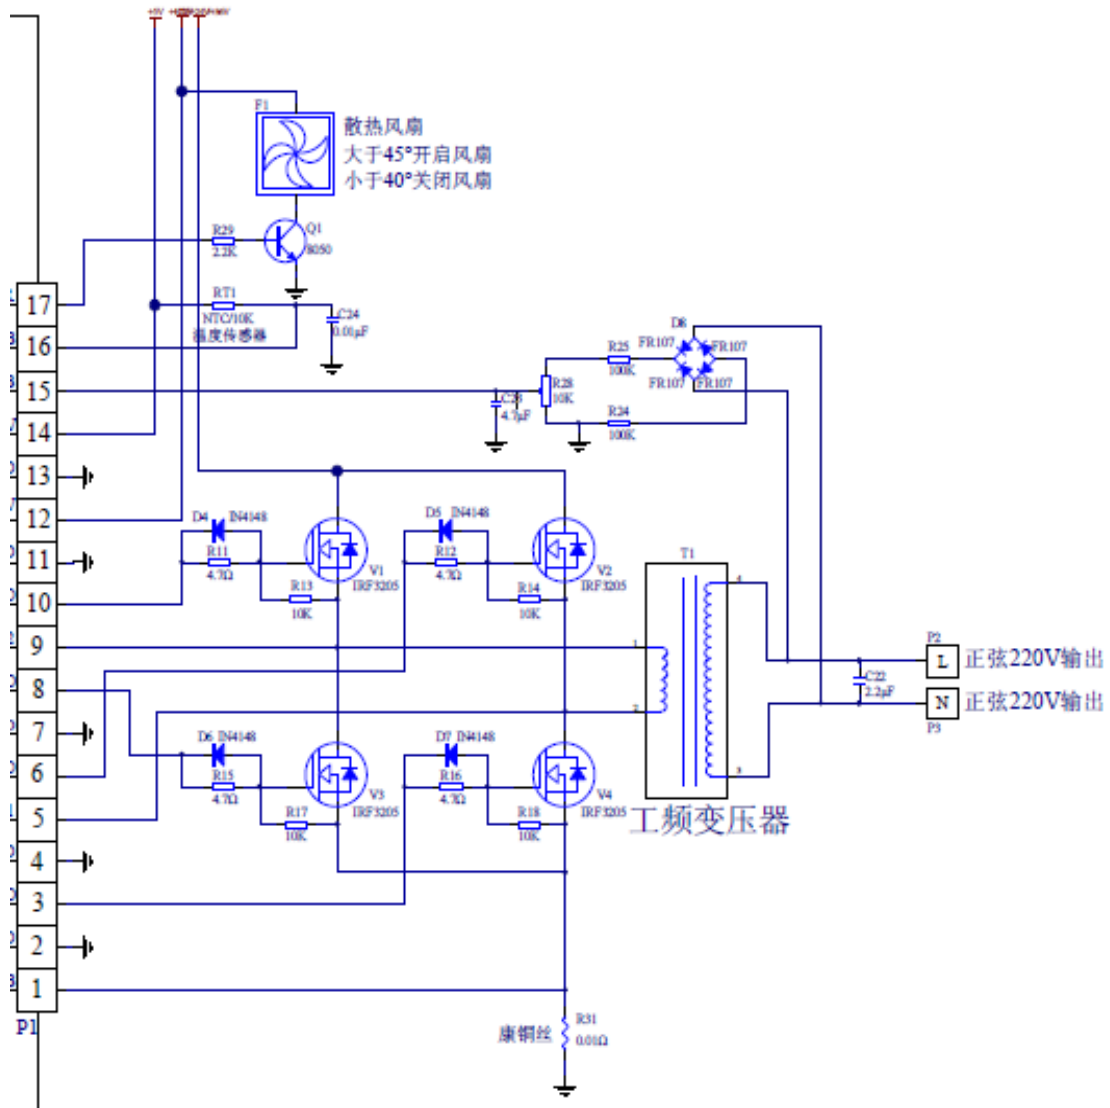 +5V
F1
散热风扇
大于45°开启风扇
小于40°关闭风扇
R29
2.2K
Q1
8050
17
RT1
NTC/10K
温度传感器
C24
0.01μF
16
D8
FR107
FR107
FR107
FR107
R25
100K
15
R28
10K
C23
4.7μF
R24
100K
14
13
12
D4
IN4148
D5
IN4148
R11
4.7Ω
R12
4.7Ω
11
V1
IRF3205
V2
IRF3205
T1
R13
10K
R14
10K
10
4
9
1
P2
L
正弦220V输出
C22
2.2μF
8
N
正弦220V输出
P3
2
7
D6
IN4148
D7
IN4148
6
R15
4.7Ω
R16
4.7Ω
3
V3
IRF3205
V4
IRF3205
5
R17
10K
R18
10K
工频变压器
4
3
2
1
P1
康铜丝
R31
0.01Ω